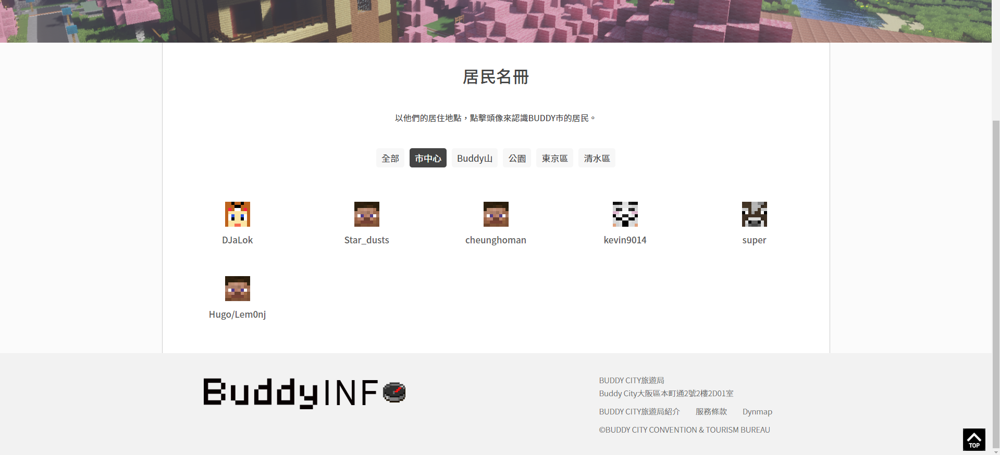 居民名冊
以他們的居住地點，點擊頭像來認識BUDDY市的居民。
全部 市中心 Buddy山 公園 東京區 清水區
DJaLok Star_dusts cheunghoman kevin9014 super
Hugo/Lem0nj
BuddyINFO
BUDDY CITY旅遊局
Buddy City大阪區本町通2號2樓2D01室
BUDDY CITY旅遊局紹介 服務條款 Dynmap
©BUDDY CITY CONVENTION & TOURISM BUREAU
TOP